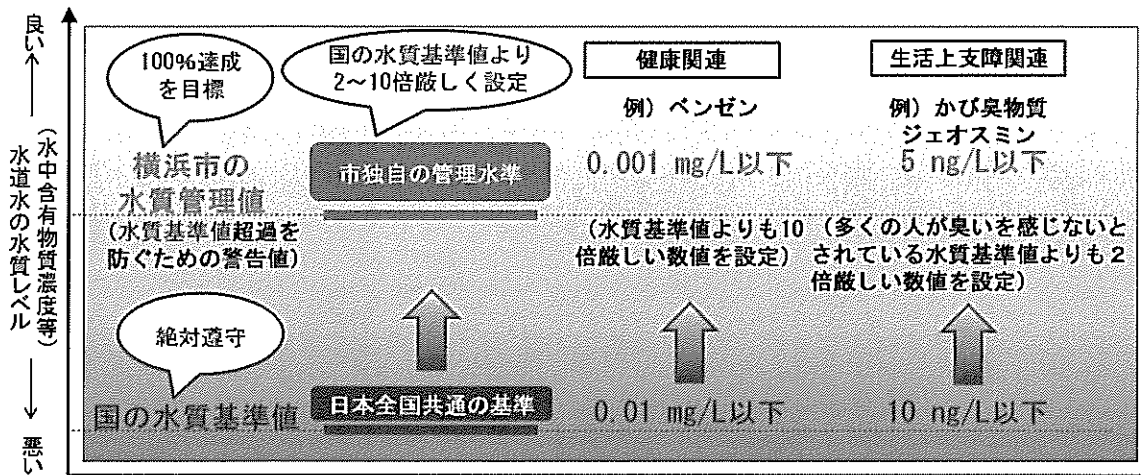 良い
水道水の水質レベル
(水中含有物質濃度等)
悪い
100%達成
を目標
国の水質基準値より
2～10倍厳しく設定
健康関連
生活上支障関連
例）ベンゼン
例）かび臭物質
ジェオスミン
横浜市の
水質管理値
市独自の管理水準
0.001 mg/L以下
5 ng/L以下
(水質基準値超過を
防ぐための警告値)
(水質基準値よりも10
倍厳しい数値を設定)
(多くの人が臭いを感じないと
されている水質基準値よりも２
倍厳しい数値を設定)
絶対遵守
国の水質基準値
日本全国共通の基準
0.01 mg/L以下
10 ng/L以下